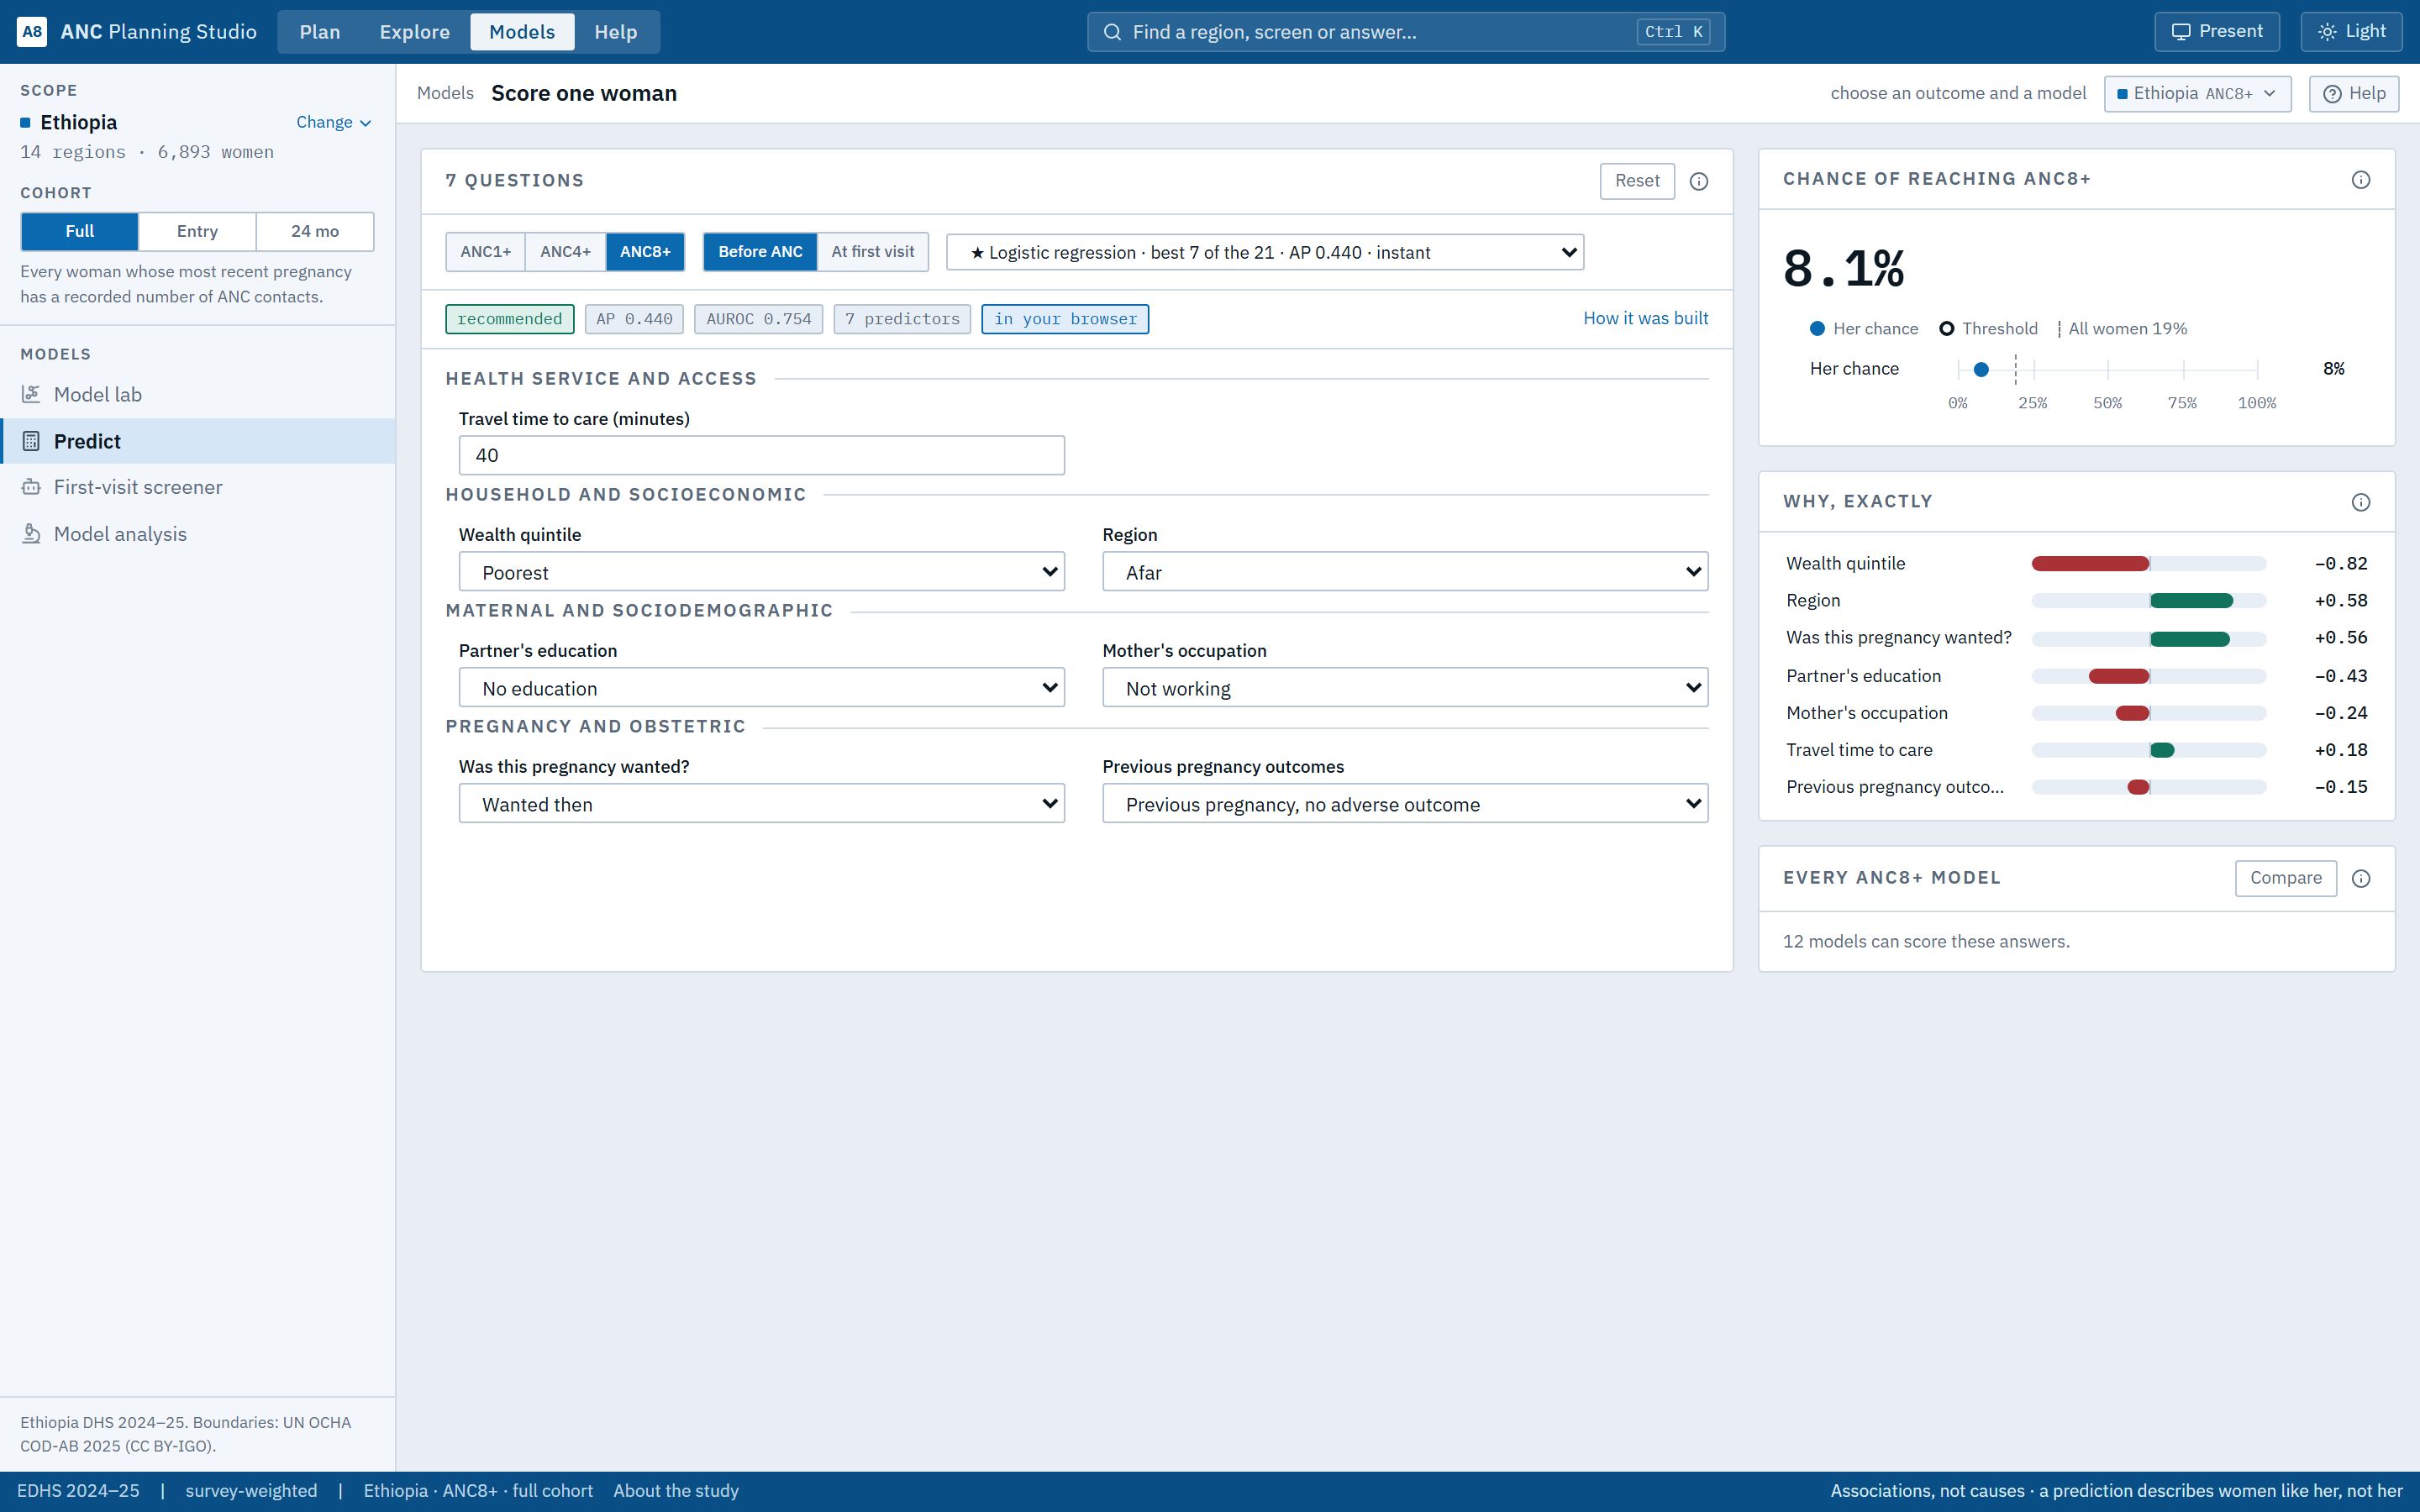 A8 ANC Planning Studio Plan Explore Models Help Find a region, screen or answer... Ctrl K Present Light
SCOPE
Ethiopia Change
14 regions · 6,893 women
COHORT
Full Entry 24 mo
Every woman whose most recent pregnancy
has a recorded number of ANC contacts.
MODELS
Model lab
Predict
First-visit screener
Model analysis
Ethiopia DHS 2024–25. Boundaries: UN OCHA
COD-AB 2025 (CC BY-IGO).
Models Score one woman choose an outcome and a model Ethiopia ANC8+ Help
7 QUESTIONS Reset
ANC1+ ANC4+ ANC8+ Before ANC At first visit ★ Logistic regression · best 7 of the 21 · AP 0.440 · instant
recommended AP 0.440 AUROC 0.754 7 predictors in your browser How it was built
HEALTH SERVICE AND ACCESS
Travel time to care (minutes)
40
HOUSEHOLD AND SOCIOECONOMIC
Wealth quintile Region
Poorest Afar
MATERNAL AND SOCIODEMOGRAPHIC
Partner's education Mother's occupation
No education Not working
PREGNANCY AND OBSTETRIC
Was this pregnancy wanted? Previous pregnancy outcomes
Wanted then Previous pregnancy, no adverse outcome
CHANCE OF REACHING ANC8+
8.1%
Her chance Threshold All women 19%
Her chance 8%
0% 25% 50% 75% 100%
WHY, EXACTLY
Wealth quintile −0.82
Region +0.58
Was this pregnancy wanted? +0.56
Partner's education −0.43
Mother's occupation −0.24
Travel time to care +0.18
Previous pregnancy outco... −0.15
EVERY ANC8+ MODEL Compare
12 models can score these answers.
EDHS 2024–25 | survey-weighted | Ethiopia · ANC8+ · full cohort About the study Associations, not causes · a prediction describes women like her, not her